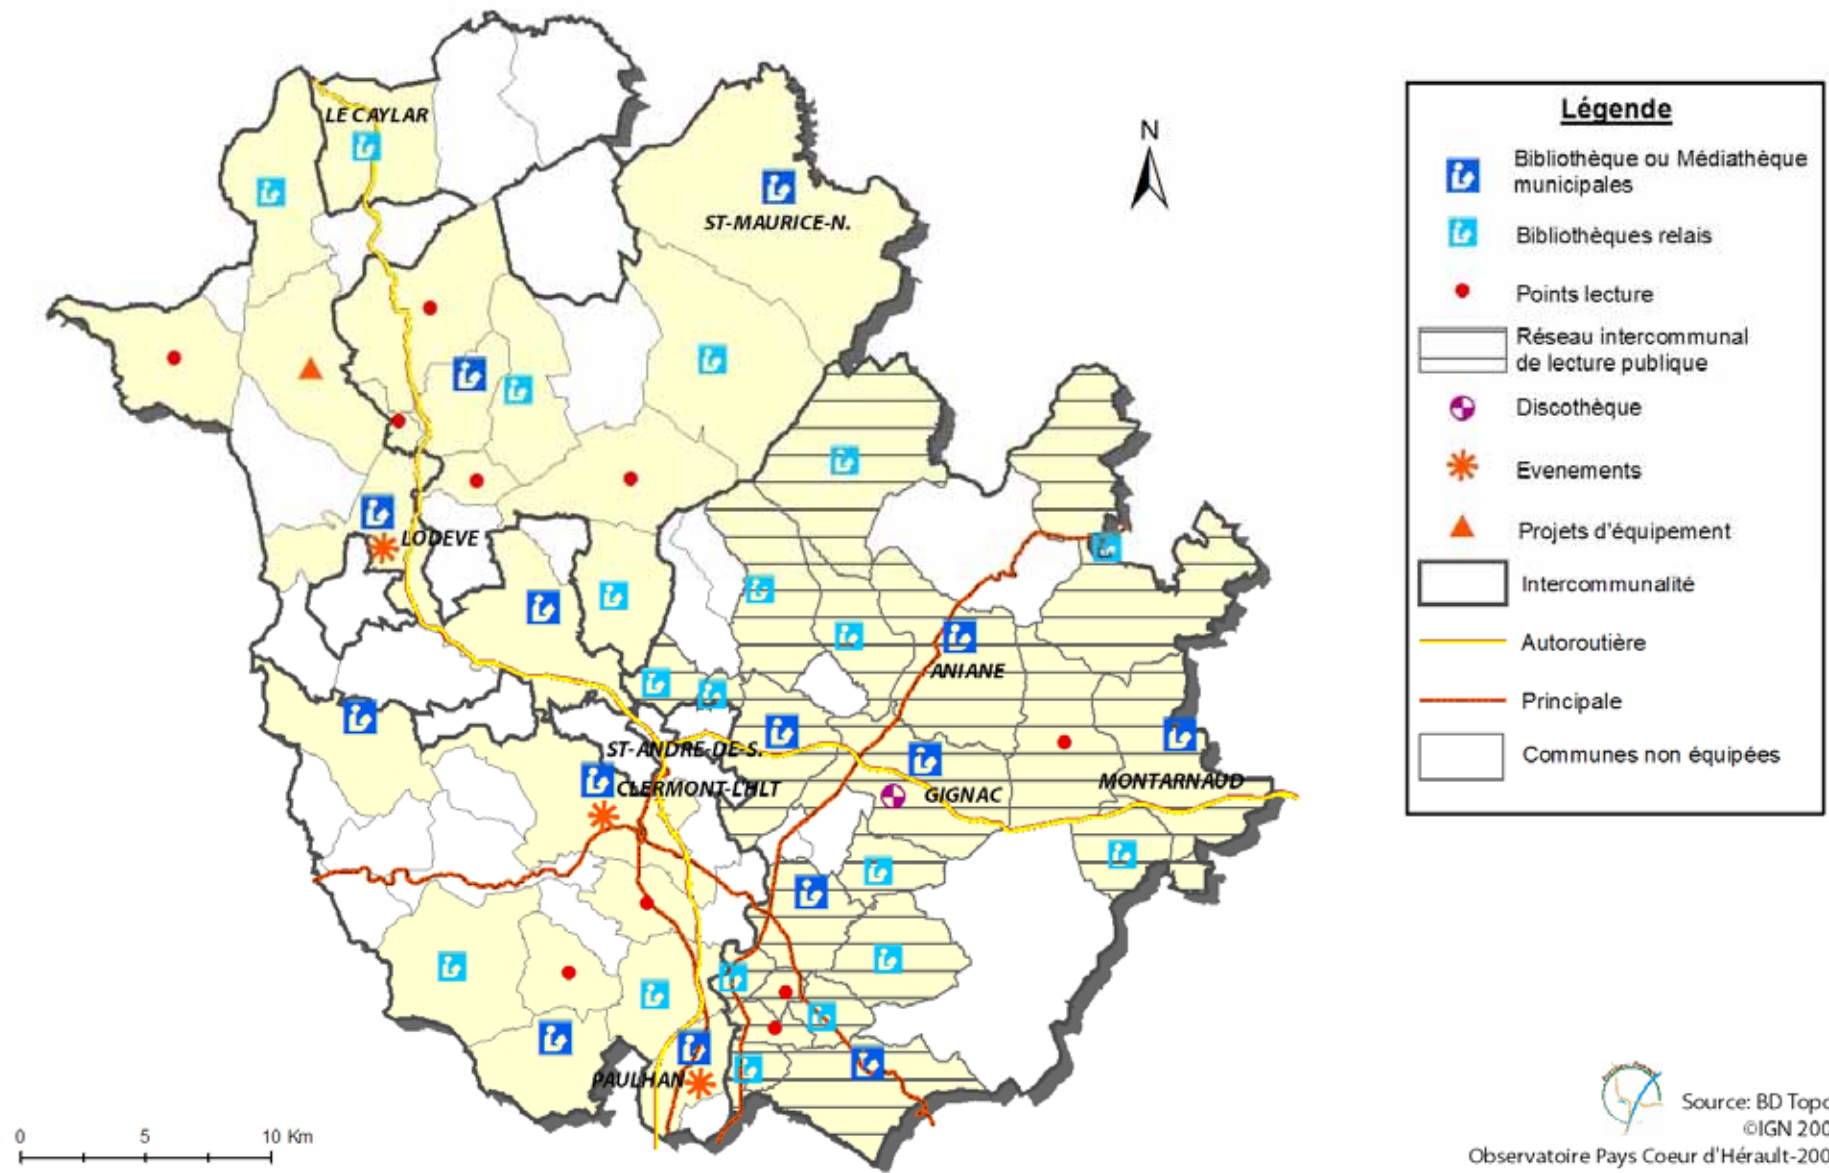 LE CAYLAR
N
ST-MAURICE-N.
LODEVE
ANIANE
ST-ANDRE-DE-S.
CLERMONT-L'HLT
GIGNAC
MONTARNAUD
PAULHAN
0 5 10 Km
Légende
Bibliothèque ou Médiathèque
municipales
Bibliothèques relais
Points lecture
Réseau intercommunal
de lecture publique
Discothèque
Evenements
Projets d'équipement
Intercommunalité
Autoroutière
Principale
Communes non équipées
Source: BD Topo
©IGN 200
Observatoire Pays Coeur d'Hérault-200